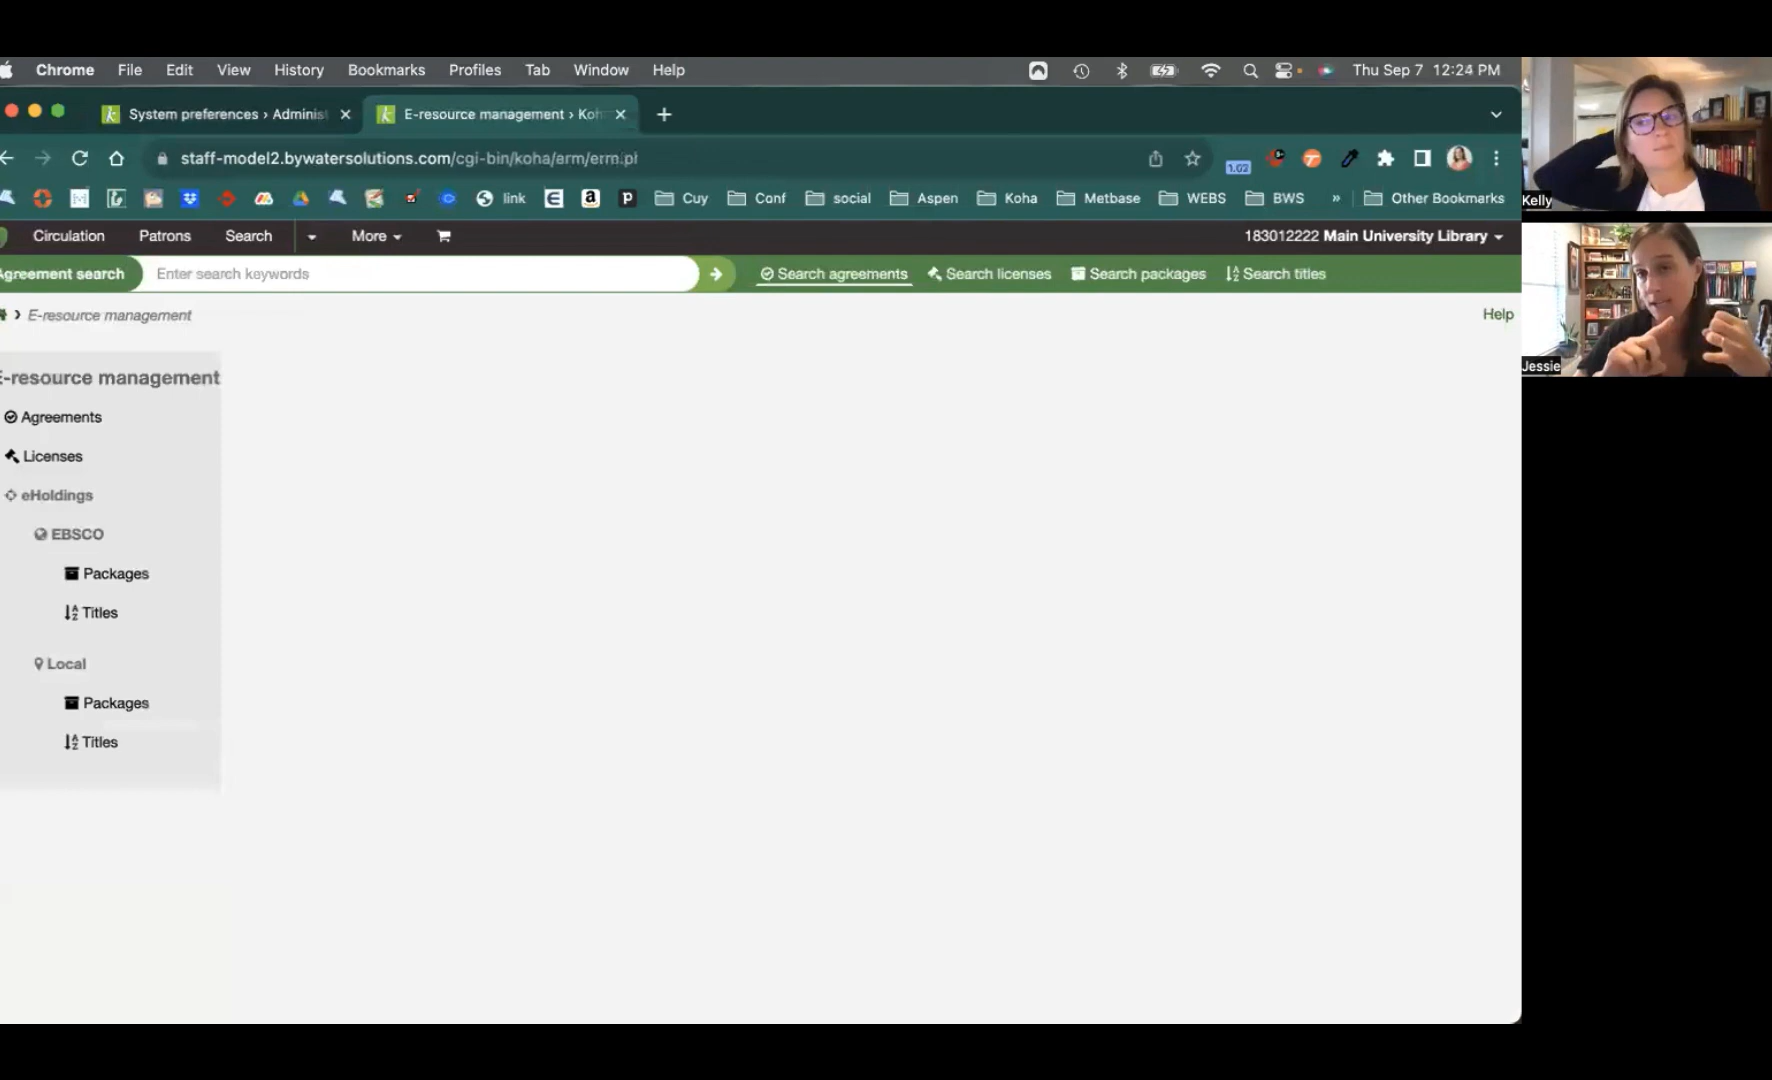 Chrome File Edit View History Bookmarks Profiles Tab Window Help Thu Sep 7 12:24 PM
System preferences › Adminis E-resource management › Koh
staff-model2.bywatersolutions.com/cgi-bin/koha/erm/erm.pl
1.02
link Cuy Conf social Aspen Koha Metbase WEBS BWS » Other Bookmarks
Circulation Patrons Search More 183012222 Main University Library
Agreement search Enter search keywords Search agreements Search licenses Search packages Search titles
E-resource management Help
E-resource management
Agreements
Licenses
eHoldings
EBSCO
Packages
Titles
Local
Packages
Titles
Kelly
Jessie